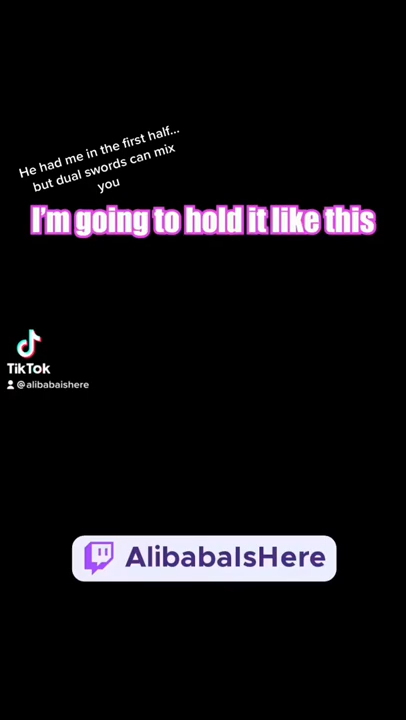 He had me in the first half...
but dual swords can mix
you
I'm going to hold it like this
TikTok
@alibabaishere
AlibabaIsHere